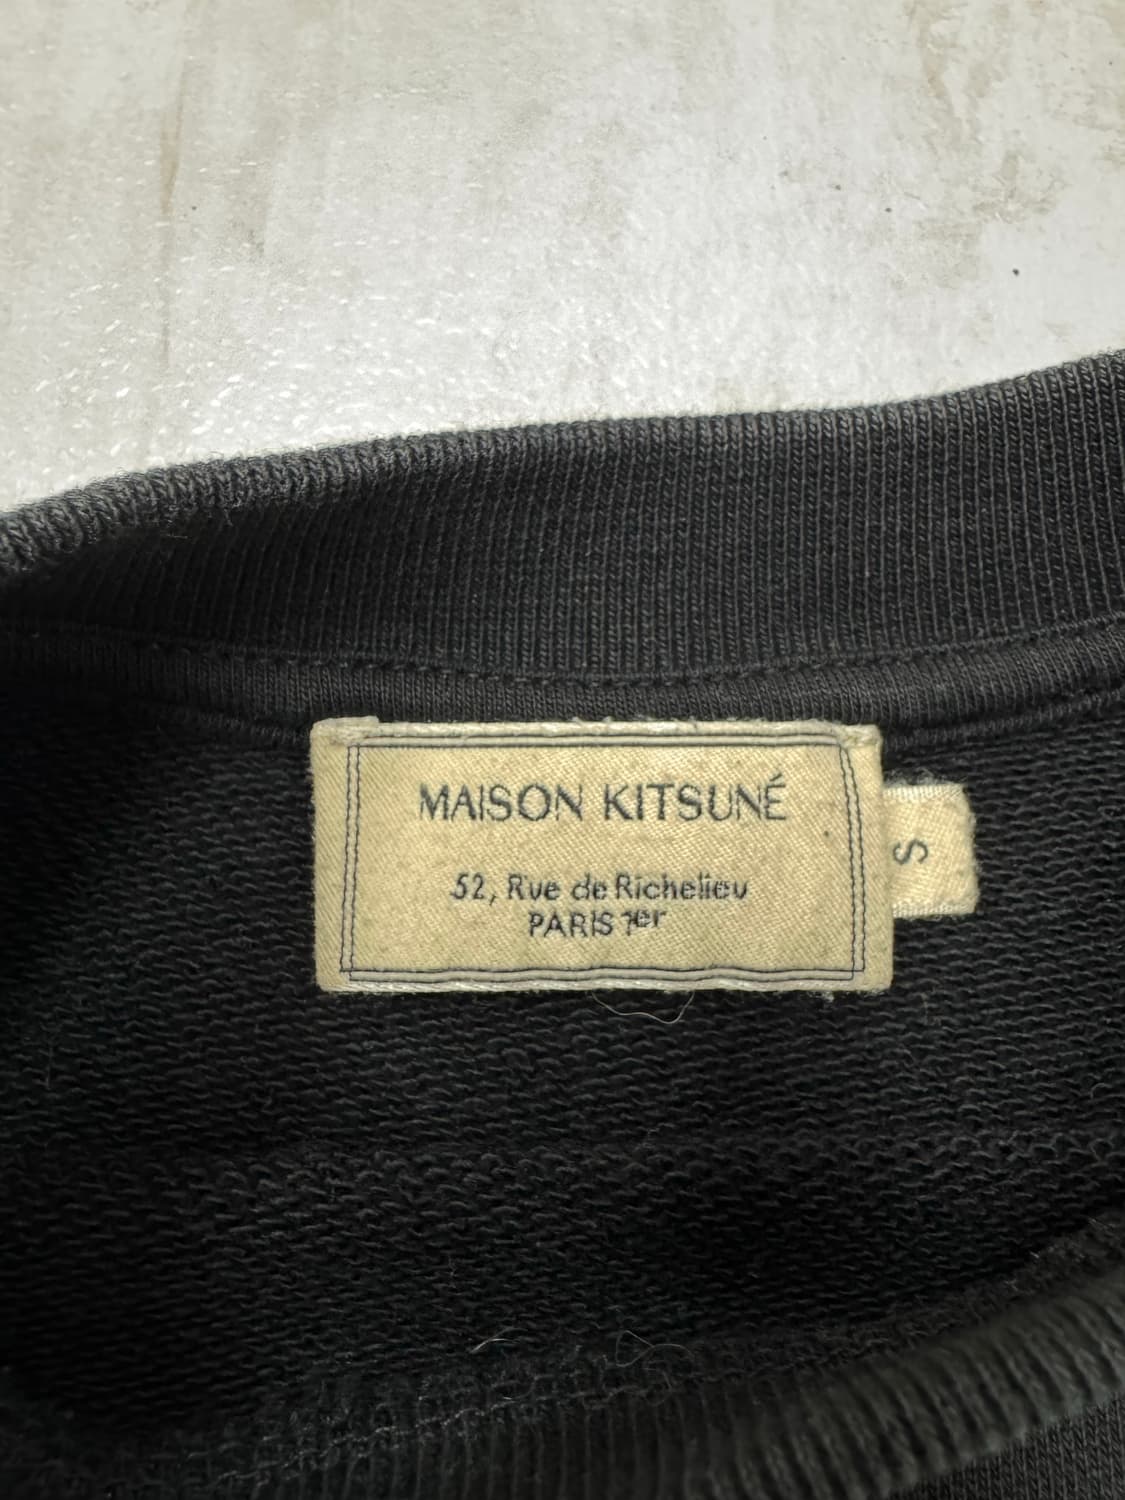 MAISON KITSUNÉ
52, Rue de Richelieu
PARIS 1er
S